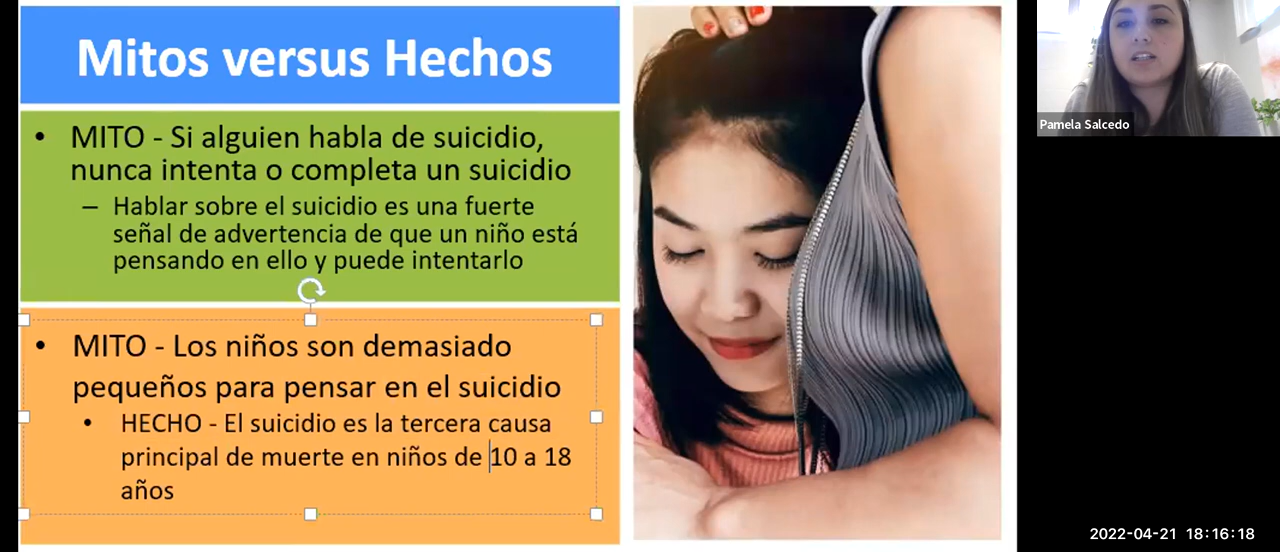 Mitos versus Hechos
• MITO - Si alguien habla de suicidio,
nunca intenta o completa un suicidio
– Hablar sobre el suicidio es una fuerte
señal de advertencia de que un niño está
pensando en ello y puede intentarlo
• MITO - Los niños son demasiado
pequeños para pensar en el suicidio
• HECHO - El suicidio es la tercera causa
principal de muerte en niños de 10 a 18
años
Pamela Salcedo
2022-04-21 18:16:18